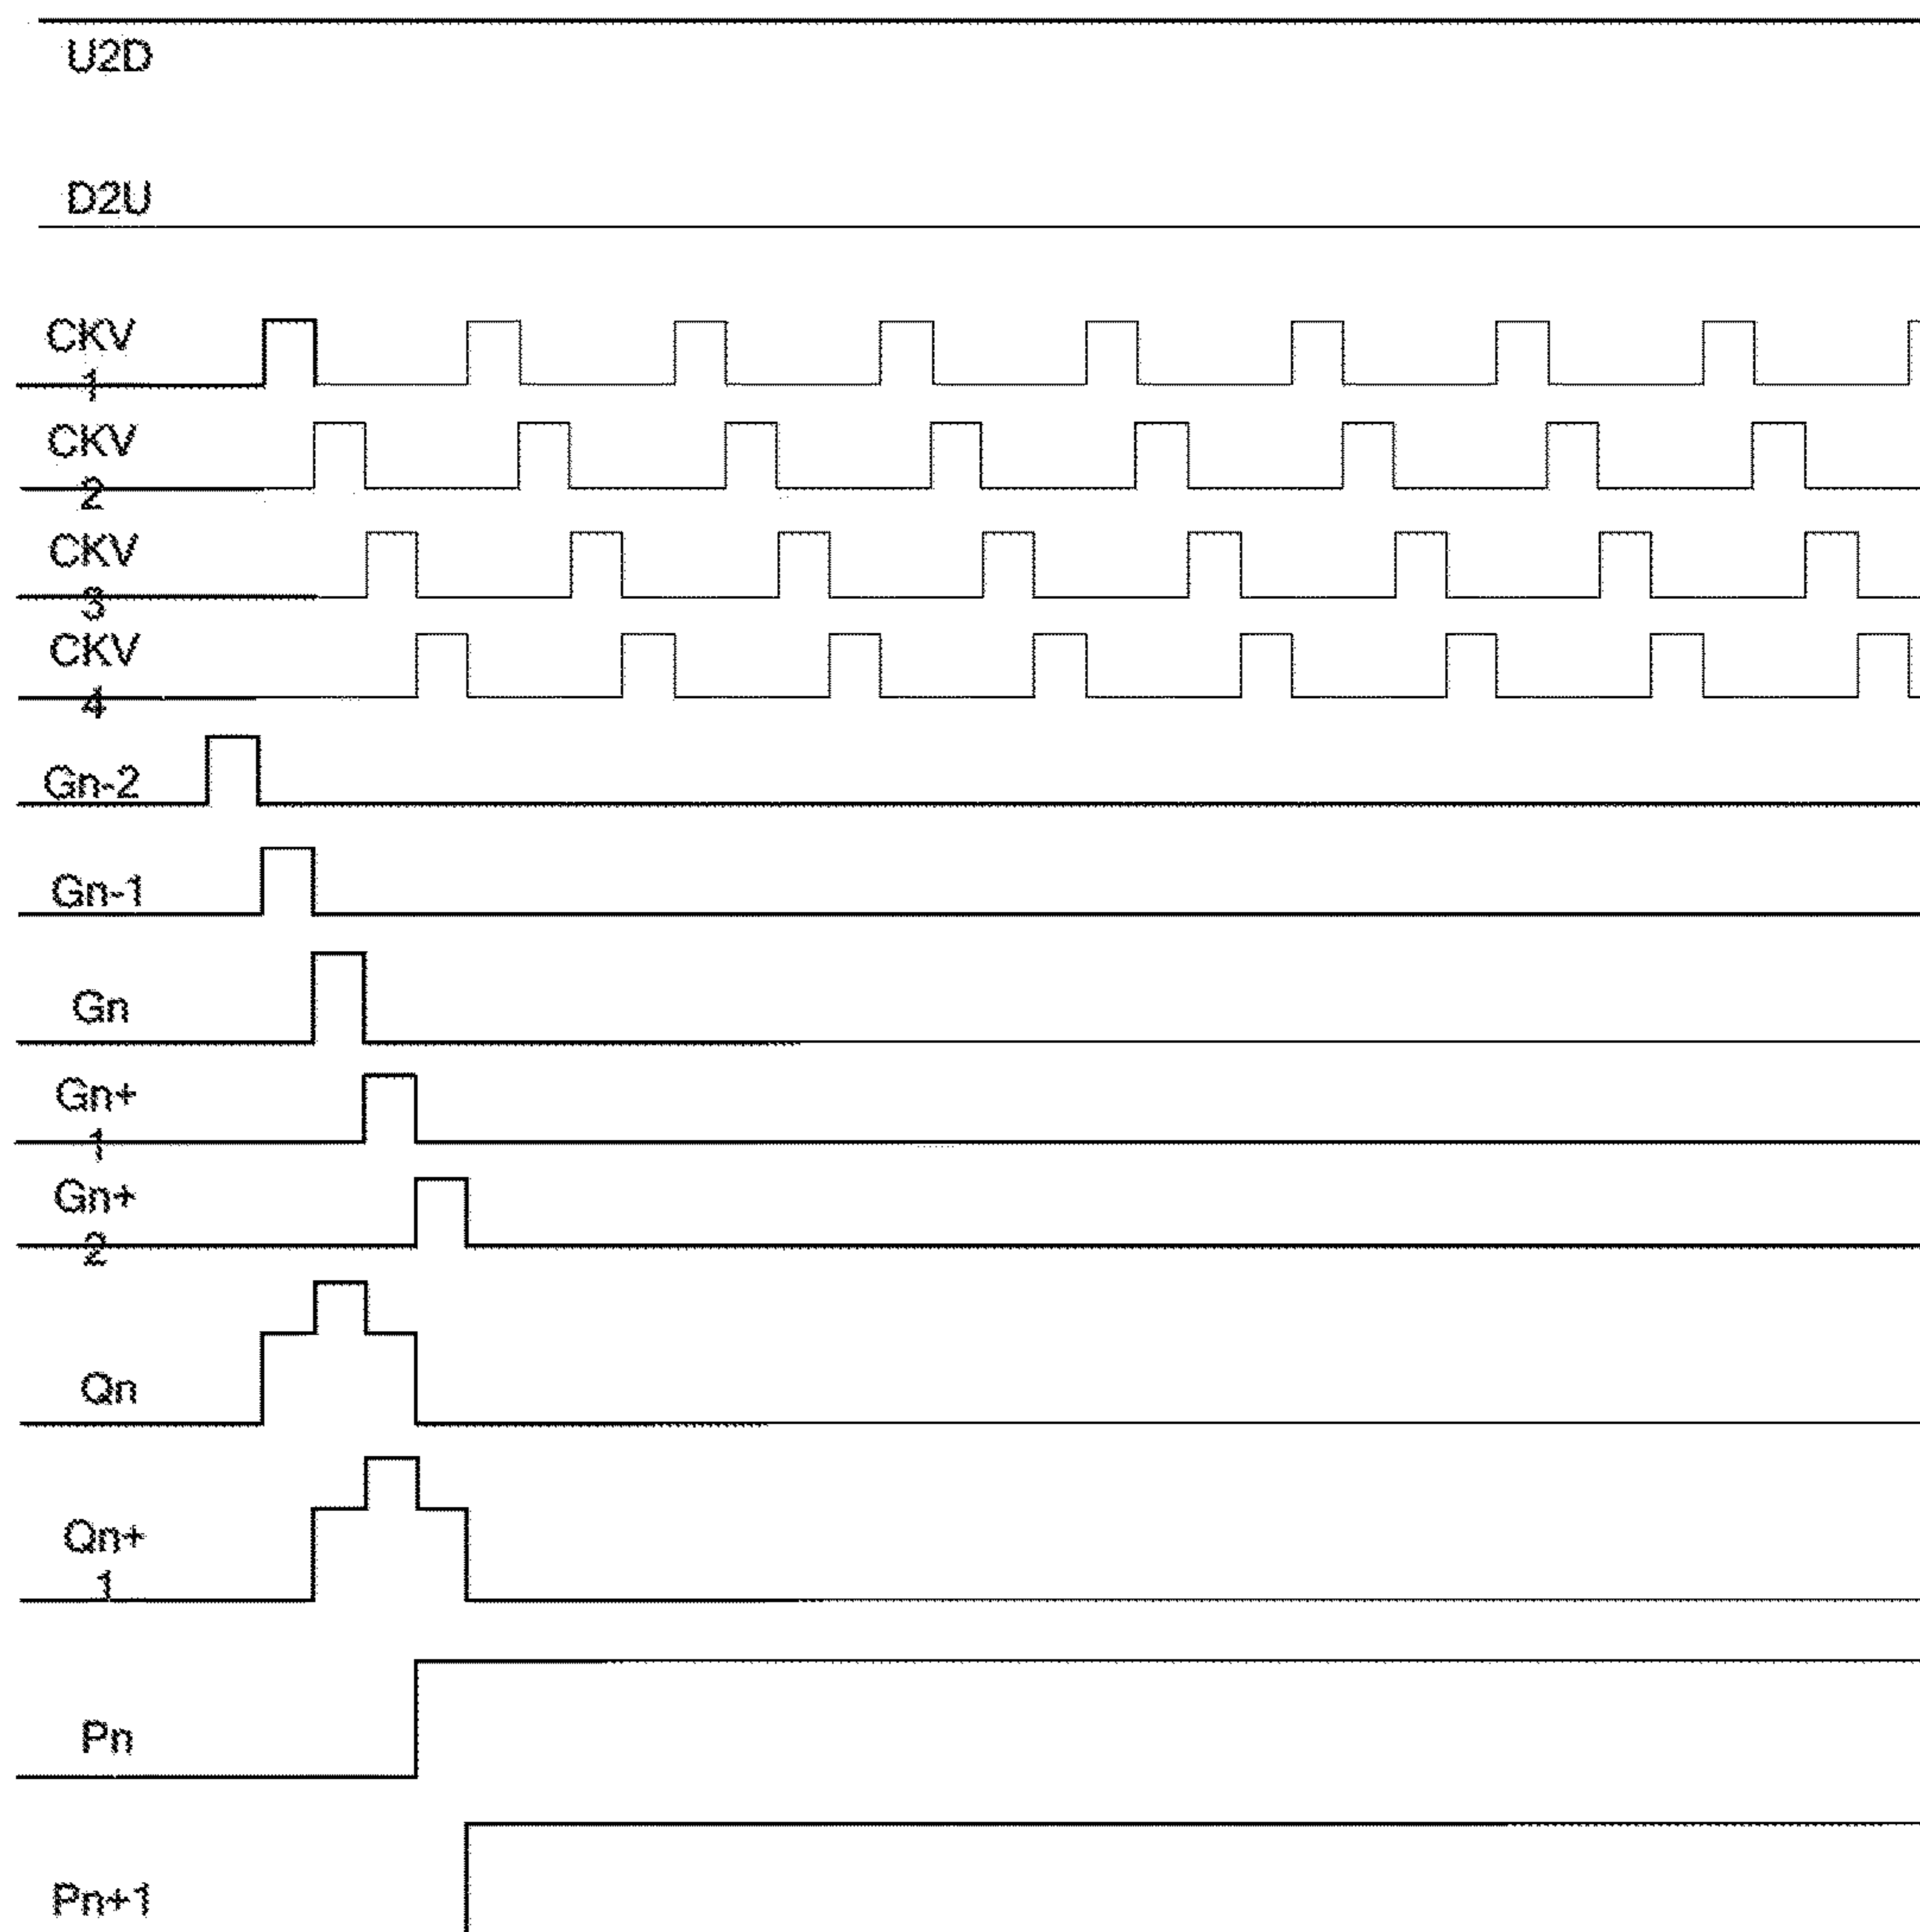 U2D
D2U
CKV
1
CKV
2
CKV
3
CKV
4
Gn-2
Gn-1
Gn
Gn+
1
Gn+
2
Qn
Qn+
1
Pn
Pn+1